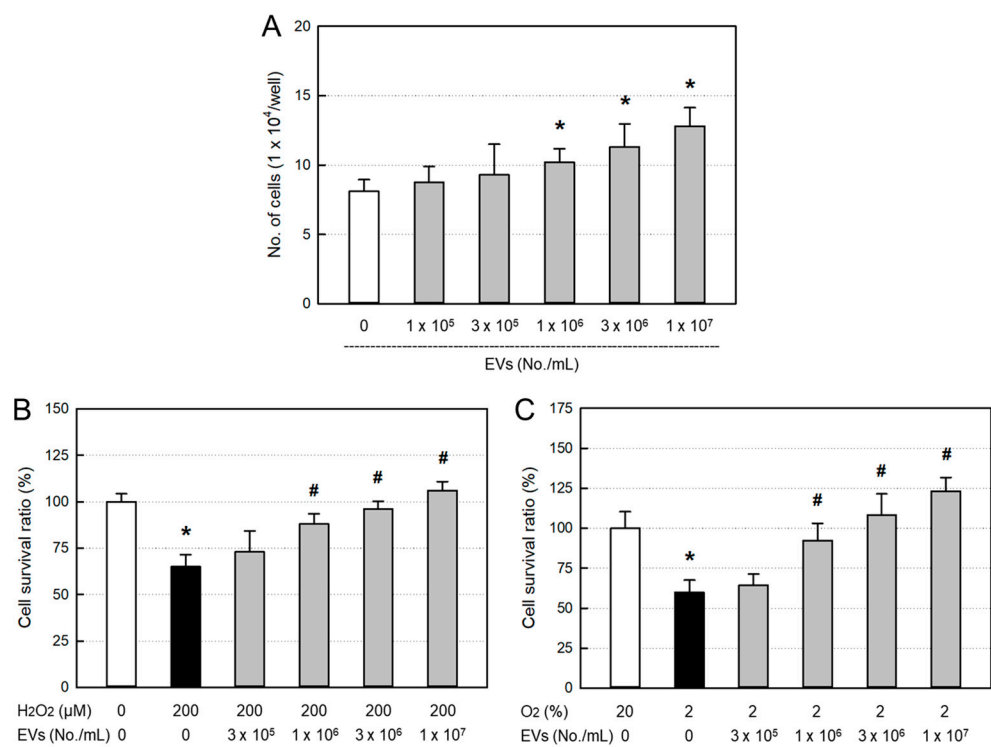 A
No. of cells (1 x 10⁴/well)
20
15
10
5
0
* * *
0 1 x 10⁵ 3 x 10⁵ 1 x 10⁶ 3 x 10⁶ 1 x 10⁷
EVs (No./mL)
B
Cell survival ratio (%)
150
125
100
75
50
25
0
* # # #
H₂O₂ (µM) 0 200 200 200 200 200
EVs (No./mL) 0 0 3 x 10⁵ 1 x 10⁶ 3 x 10⁶ 1 x 10⁷
C
Cell survival ratio (%)
175
150
125
100
75
50
25
0
* # # #
O₂ (%) 20 2 2 2 2 2
EVs (No./mL) 0 0 3 x 10⁵ 1 x 10⁶ 3 x 10⁶ 1 x 10⁷